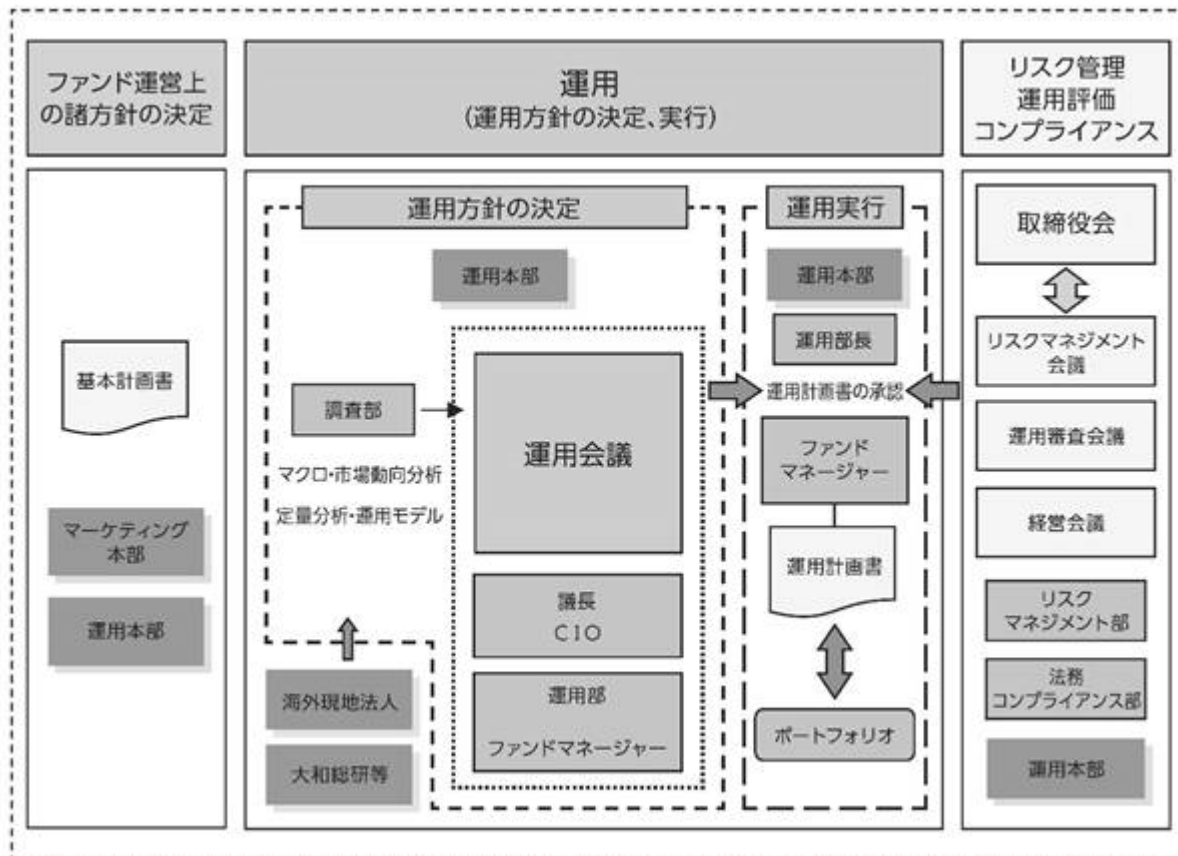 ファンド運営上
の諸方針の決定
運用
(運用方針の決定、実行)
リスク管理
運用評価
コンプライアンス
基本計画書
マーケティング
本部
運用本部
運用方針の決定
運用本部
調査部
マクロ・市場動向分析
定量分析・運用モデル
海外現地法人
大和総研等
運用会議
議長
CIO
運用部
ファンドマネージャー
運用実行
運用本部
運用部長
運用計画書の承認
ファンド
マネージャー
運用計画書
ポートフォリオ
取締役会
リスクマネジメント
会議
運用審査会議
経営会議
リスク
マネジメント部
法務
コンプライアンス部
運用本部